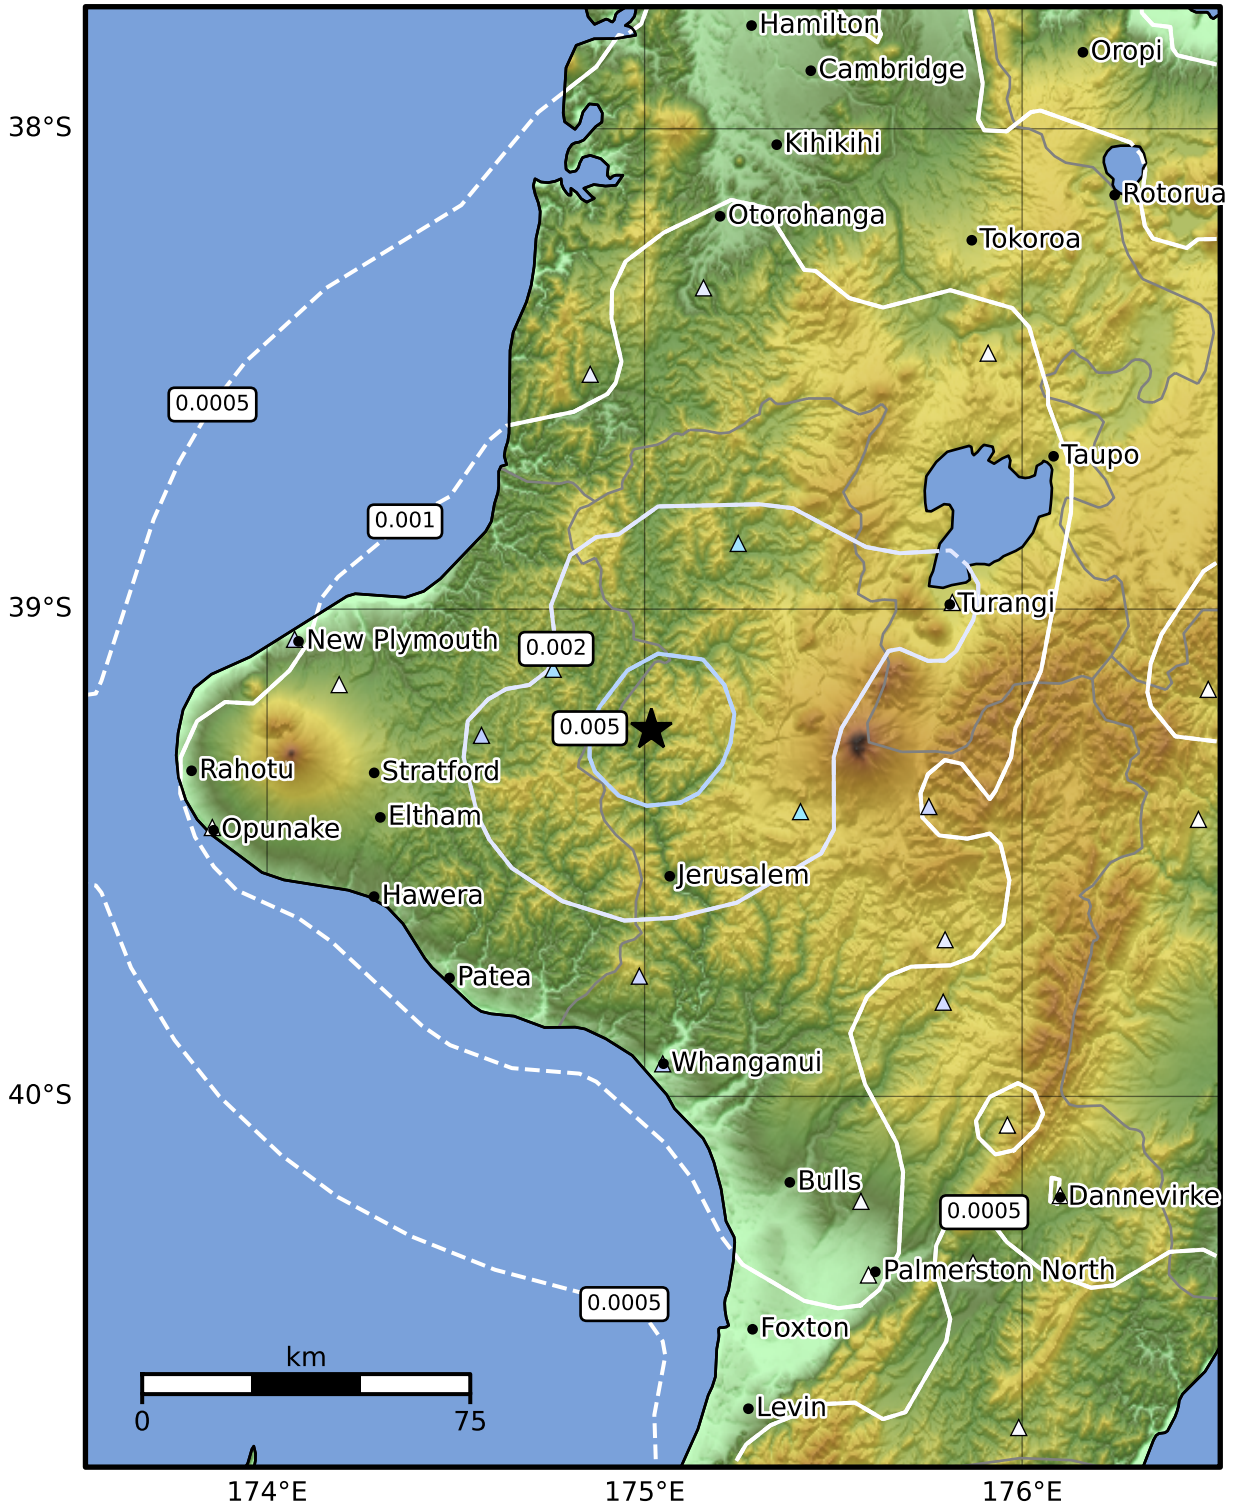 Hamilton
Oropi
Cambridge
38°S
Kihikihi
Rotorua
Otorohanga
Tokoroa
0.0005
Taupo
0.001
39°S
Turangi
New Plymouth
0.002
0.005
Rahotu
Stratford
Eltham
Opunake
Jerusalem
Hawera
Patea
Whanganui
40°S
Bulls
Dannevirke
0.0005
Palmerston North
0.0005
Foxton
km
Levin
0
75
174°E
175°E
176°E